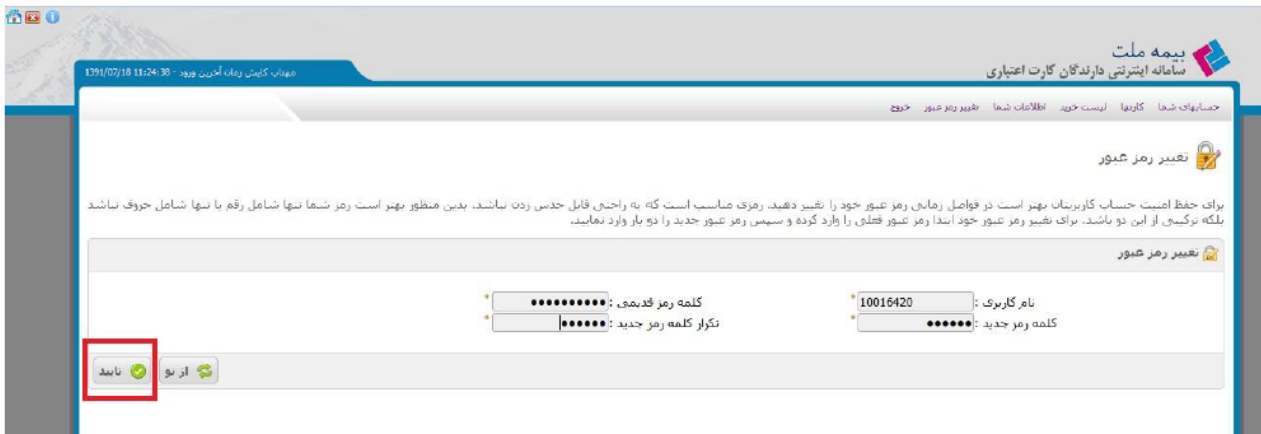 بیمه ملت
سامانه اینترنتی دارندگان کارت اعتباری
مهتاب کاپیش زمان آخرین ورود - 1391/07/18 11:24:38
حسابهای شما کارتها لیست خرید اطلاعات شما تغییر رمز عبور خروج
تغییر رمز عبور
برای حفظ امنیت حساب کاربریتان بهتر است در فواصل زمانی رمز عبور خود را تغییر دهید. رمزی مناسب است که به راحتی قابل حدس زدن نباشد. بدین منظور بهتر است رمز شما تنها شامل رقم یا تنها شامل حروف نباشد
بلکه ترکیبی از این دو باشد. برای تغییر رمز عبور خود ابتدا رمز عبور فعلی را وارد کرده و سپس رمز عبور جدید را دو بار وارد نمایید.
تغییر رمز عبور
نام کاربری : 10016420 * کلمه رمز قدیمی : •••••••••• *
کلمه رمز جدید : •••••• * تکرار کلمه رمز جدید : •••••• *
از نو تایید